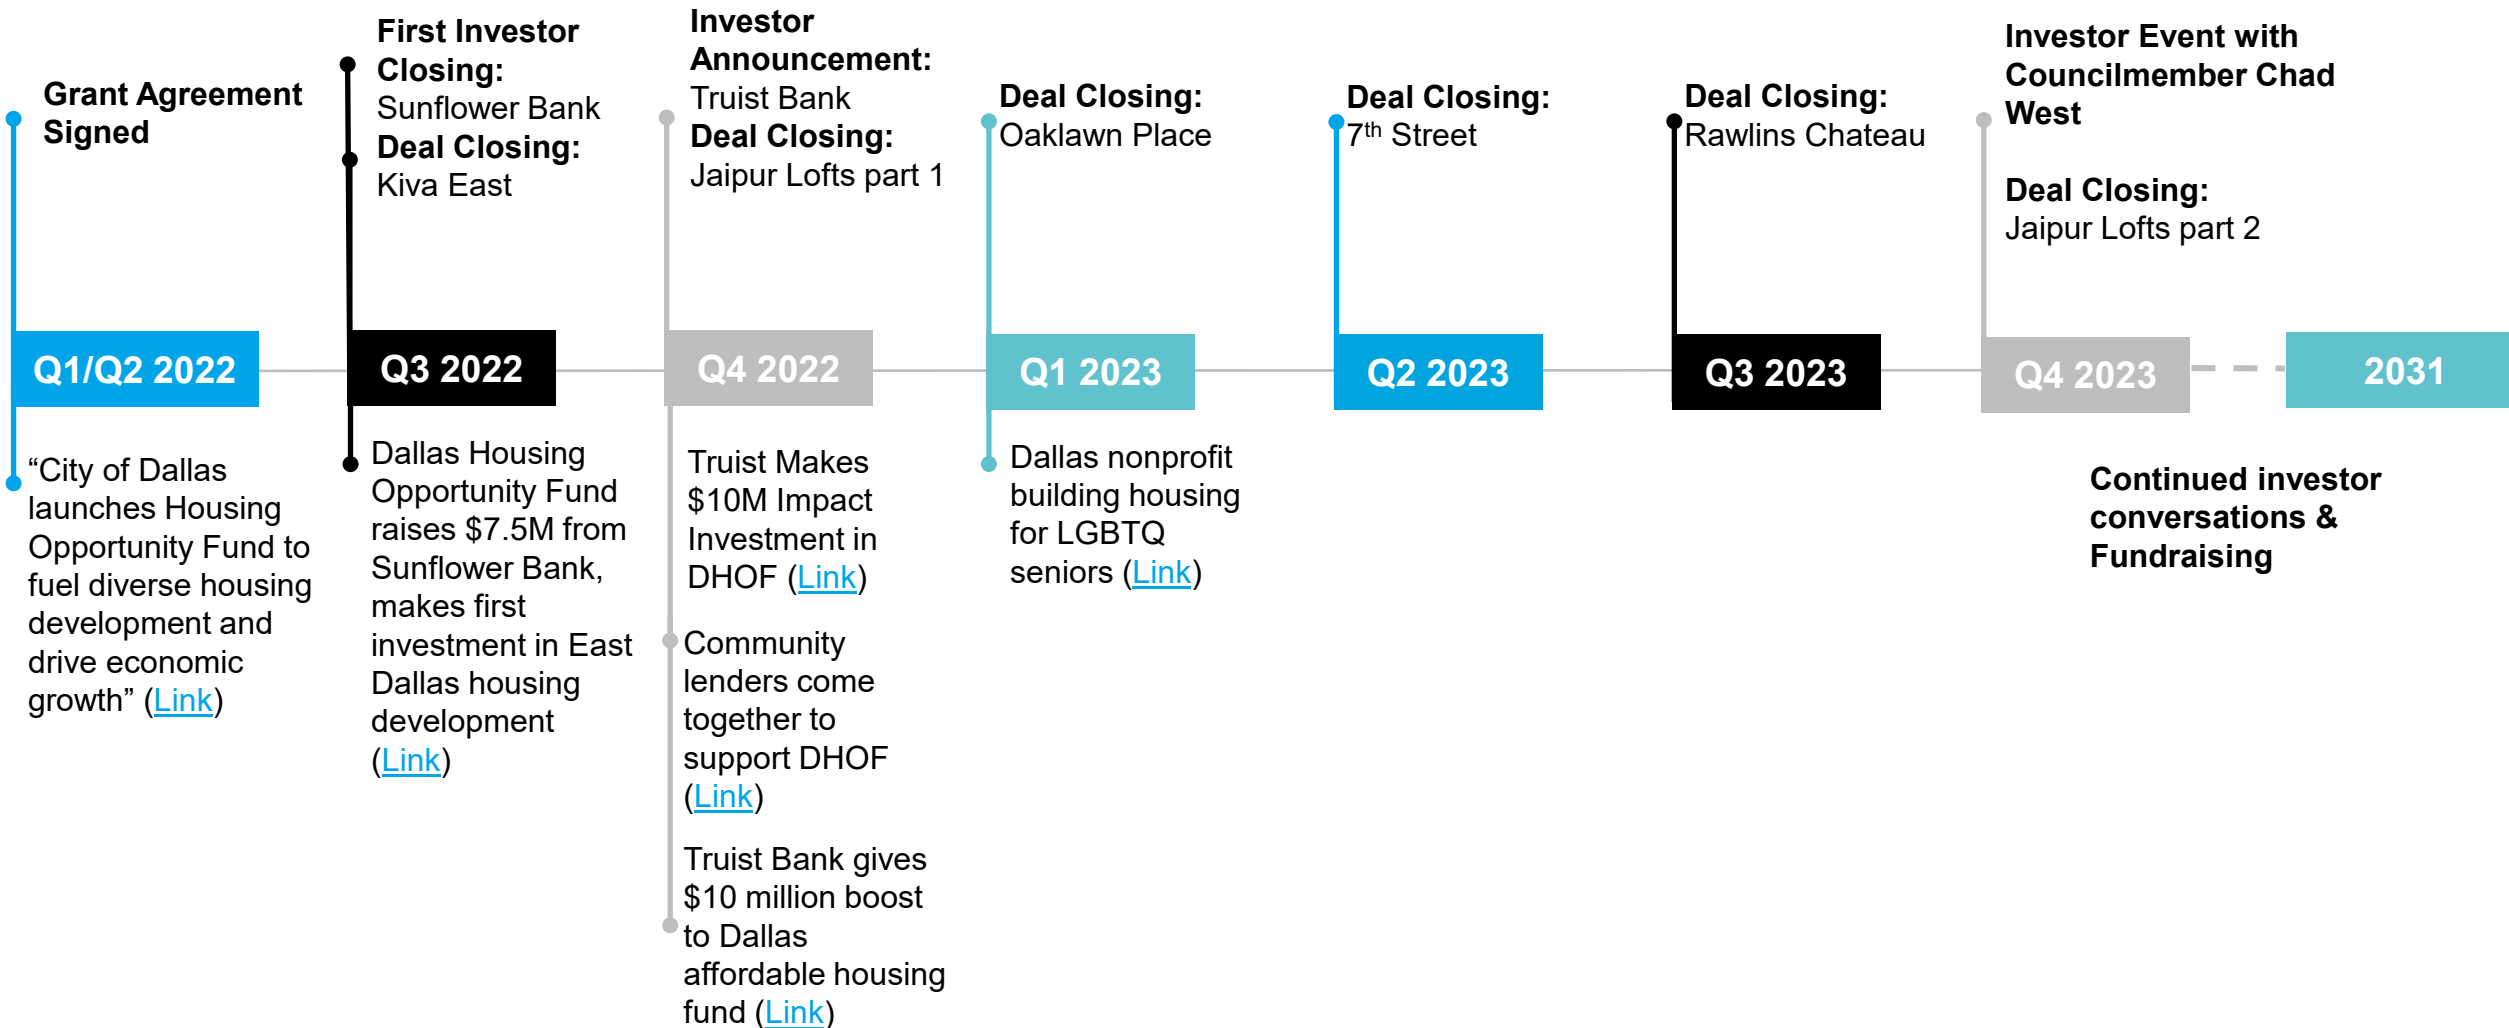 Grant Agreement
Signed
First Investor
Closing:
Sunflower Bank
Deal Closing:
Kiva East
Investor
Announcement:
Truist Bank
Deal Closing:
Jaipur Lofts part 1
Deal Closing:
Oaklawn Place
Deal Closing:
7th Street
Deal Closing:
Rawlins Chateau
Investor Event with
Councilmember Chad
West
Deal Closing:
Jaipur Lofts part 2
Q1/Q2 2022
Q3 2022
Q4 2022
Q1 2023
Q2 2023
Q3 2023
Q4 2023
2031
“City of Dallas
launches Housing
Opportunity Fund to
fuel diverse housing
development and
drive economic
growth” (Link)
Dallas Housing
Opportunity Fund
raises $7.5M from
Sunflower Bank,
makes first
investment in East
Dallas housing
development
(Link)
Truist Makes
$10M Impact
Investment in
DHOF (Link)
Community
lenders come
together to
support DHOF
(Link)
Truist Bank gives
$10 million boost
to Dallas
affordable housing
fund (Link)
Dallas nonprofit
building housing
for LGBTQ
seniors (Link)
Continued investor
conversations &
Fundraising